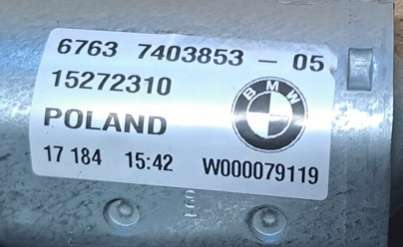 6763 7403853 - 05
15272310
BMW
POLAND
17 184 15:42 W000079119